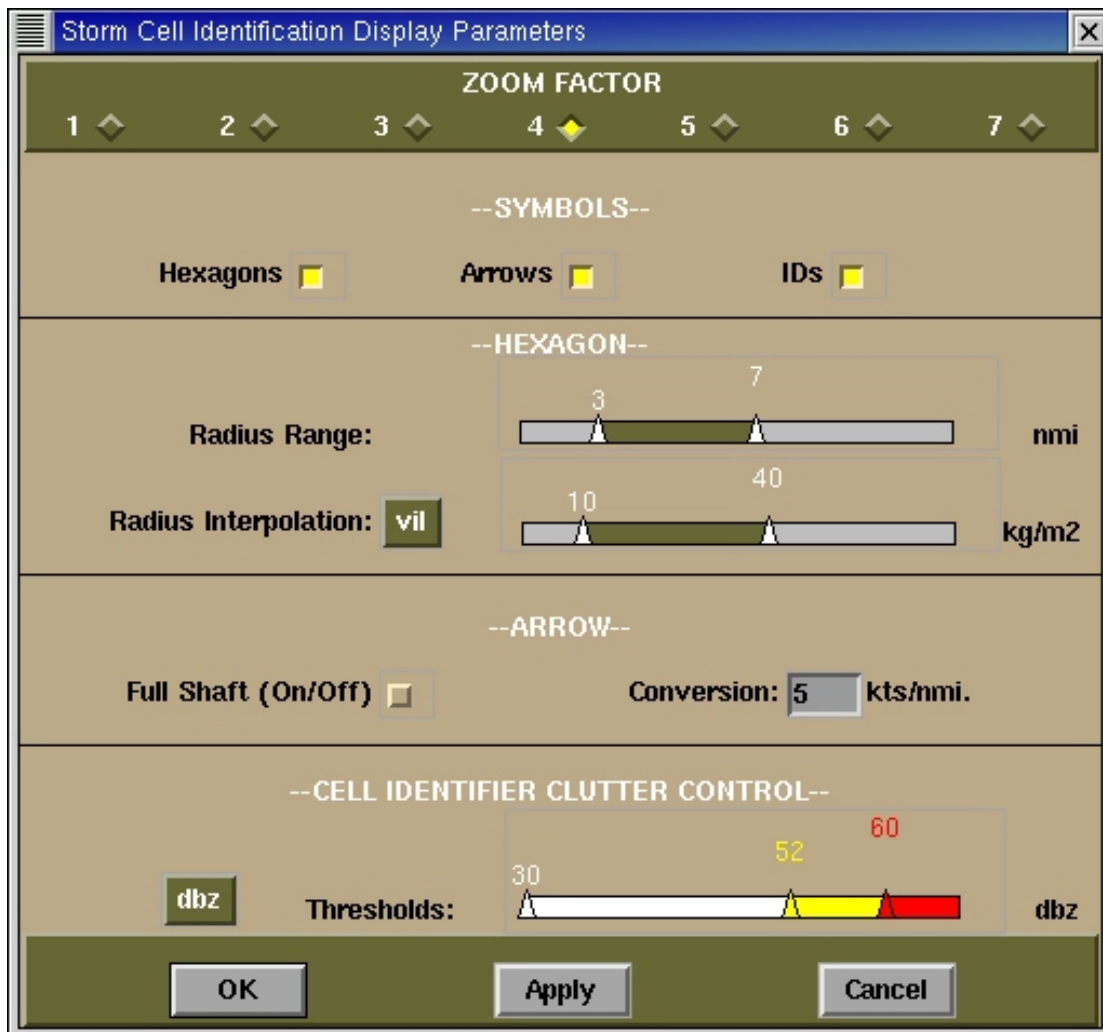 Storm Cell Identification Display Parameters
ZOOM FACTOR
1 2 3 4 5 6 7
--SYMBOLS--
Hexagons Arrows IDs
--HEXAGON--
7
3
Radius Range: nmi
40
10
Radius Interpolation: vil kg/m2
--ARROW--
Full Shaft (On/Off) Conversion: 5 kts/nmi.
--CELL IDENTIFIER CLUTTER CONTROL--
60
52
30
dbz Thresholds: dbz
OK Apply Cancel